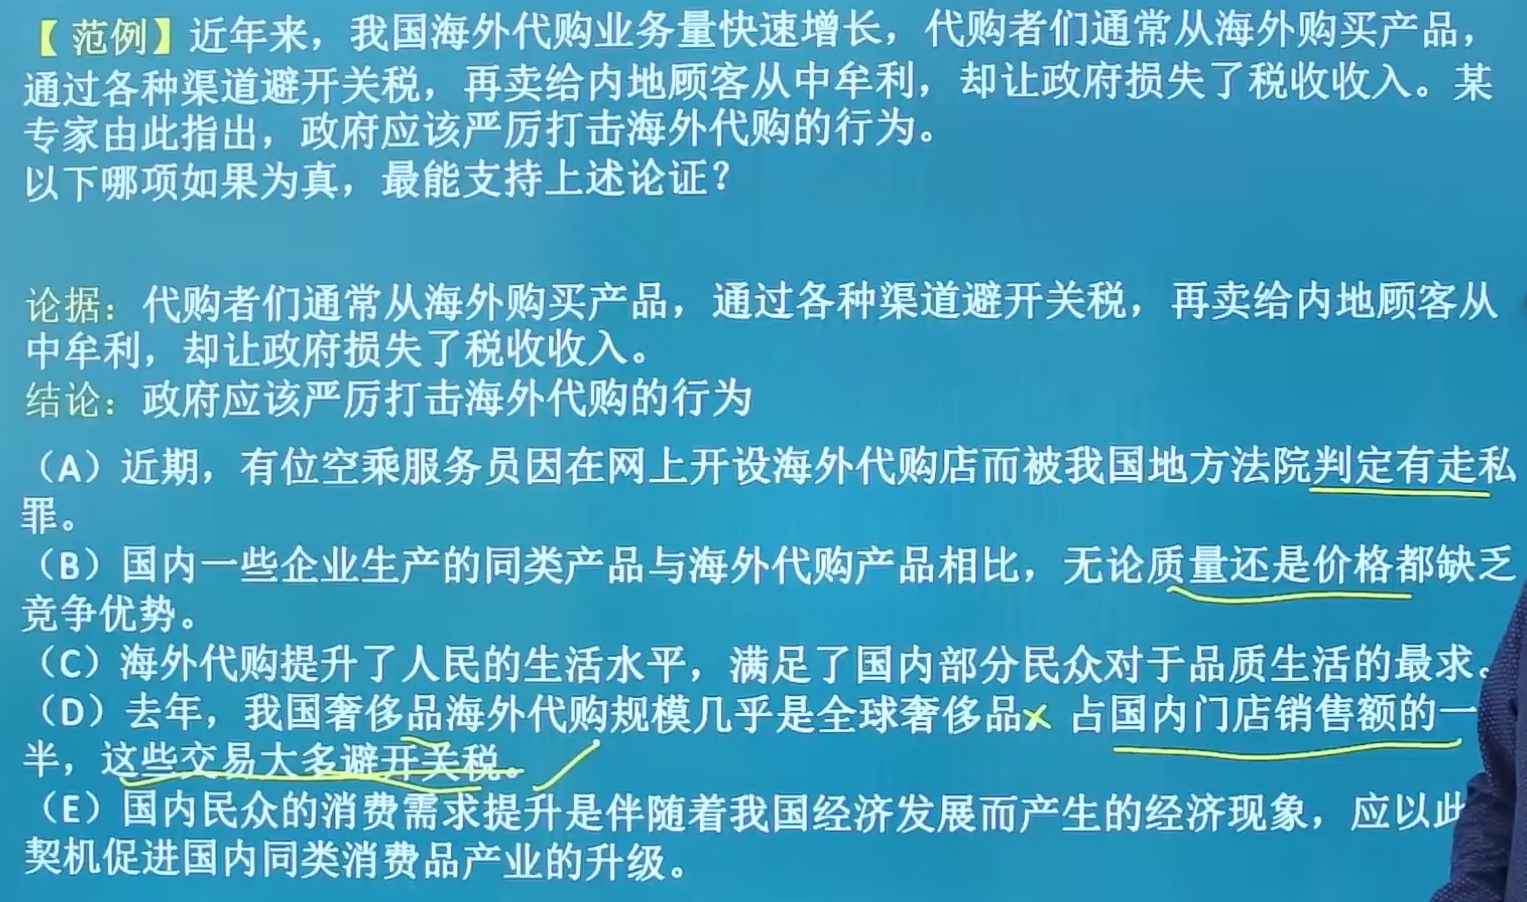 【范例】近年来，我国海外代购业务量快速增长，代购者们通常从海外购买产品，
通过各种渠道避开关税，再卖给内地顾客从中牟利，却让政府损失了税收收入。某
专家由此指出，政府应该严厉打击海外代购的行为。
以下哪项如果为真，最能支持上述论证？
论据：代购者们通常从海外购买产品，通过各种渠道避开关税，再卖给内地顾客从
中牟利，却让政府损失了税收收入。
结论：政府应该严厉打击海外代购的行为
（A）近期，有位空乘服务员因在网上开设海外代购店而被我国地方法院判定有走私
罪。
（B）国内一些企业生产的同类产品与海外代购产品相比，无论质量还是价格都缺乏
竞争优势。
（C）海外代购提升了人民的生活水平，满足了国内部分民众对于品质生活的最求。
（D）去年，我国奢侈品海外代购规模几乎是全球奢侈品 占国内门店销售额的一
半，这些交易大多避开关税。
（E）国内民众的消费需求提升是伴随着我国经济发展而产生的经济现象，应以此
契机促进国内同类消费品产业的升级。